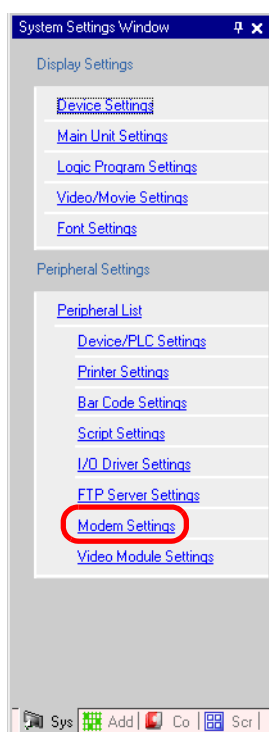 System Settings Window
Display Settings
Device Settings
Main Unit Settings
Logic Program Settings
Video/Movie Settings
Font Settings
Peripheral Settings
Peripheral List
Device/PLC Settings
Printer Settings
Bar Code Settings
Script Settings
I/O Driver Settings
FTP Server Settings
Modem Settings
Video Module Settings
Sys Add Co Scr